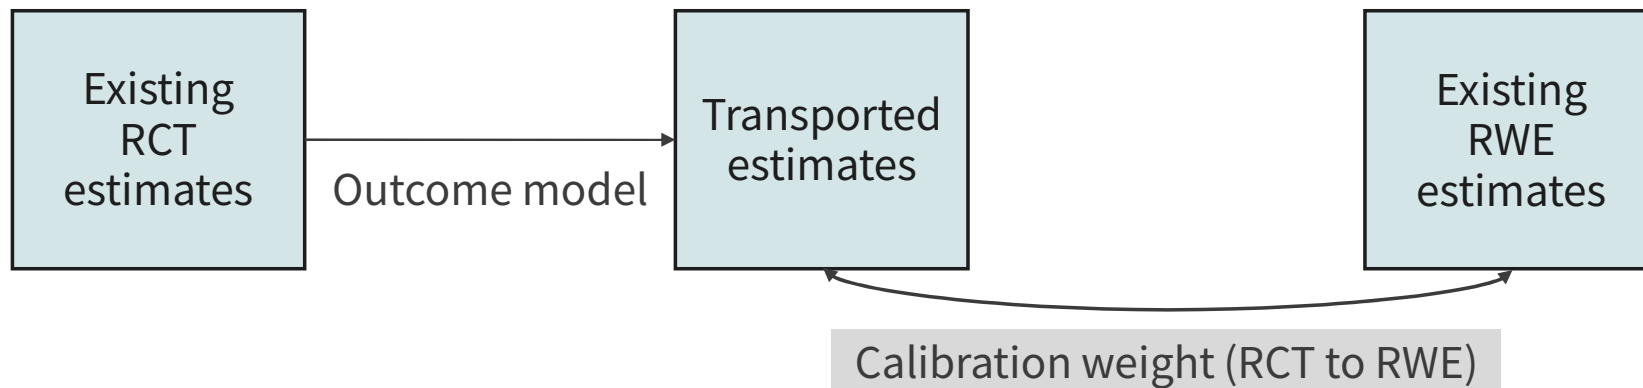 Existing
RCT
estimates
Outcome model
Transported
estimates
Existing
RWE
estimates
Calibration weight (RCT to RWE)